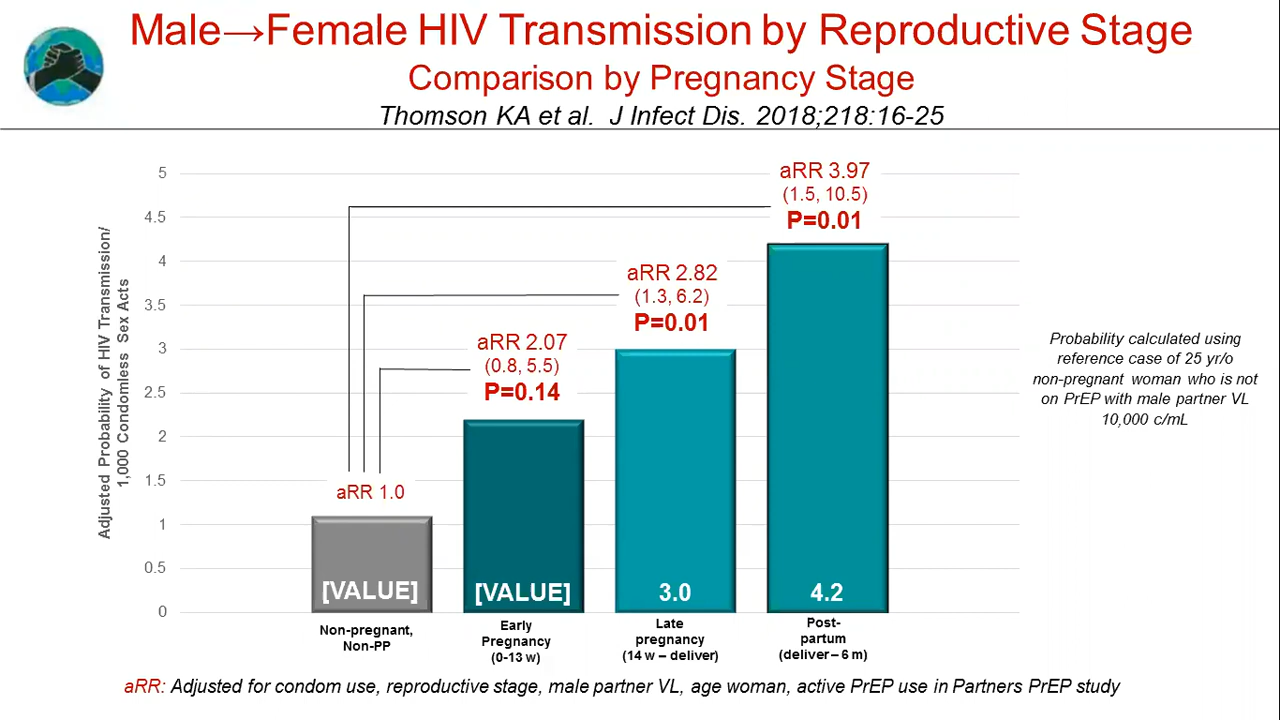 Male→Female HIV Transmission by Reproductive Stage
Comparison by Pregnancy Stage
Thomson KA et al.  J Infect Dis.  2018;218:16-25
Adjusted Probability of HIV Transmission/
1,000 Condomless Sex Acts
5
4.5
4
3.5
3
2.5
2
1.5
1
0.5
0
aRR 1.0
[VALUE]
Non-pregnant,
Non-PP
aRR 2.07
(0.8, 5.5)
P=0.14
[VALUE]
Early
Pregnancy
(0-13 w)
aRR 2.82
(1.3, 6.2)
P=0.01
3.0
Late
pregnancy
(14 w – deliver)
aRR 3.97
(1.5, 10.5)
P=0.01
4.2
Post-
partum
(deliver – 6 m)
Probability calculated using
reference case of 25 yr/o
non-pregnant woman who is not
on PrEP with male partner VL
10,000 c/mL
aRR: Adjusted for condom use, reproductive stage, male partner VL, age woman, active PrEP use in Partners PrEP study